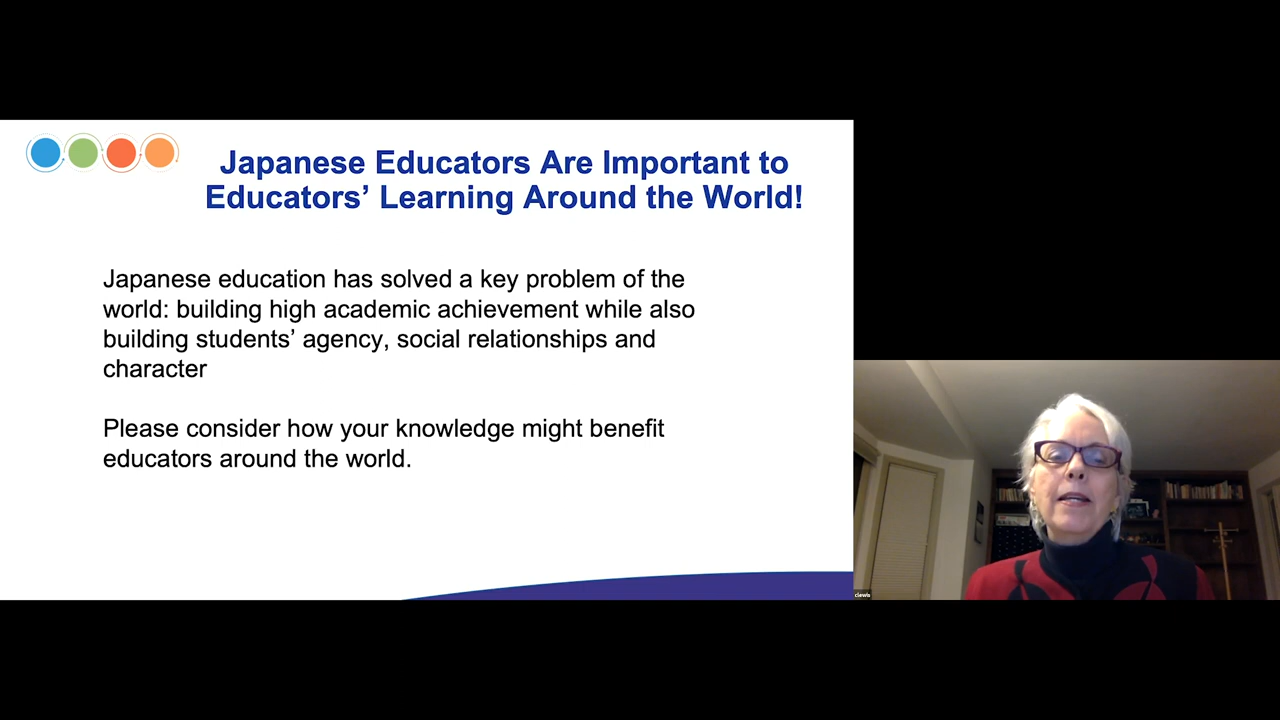 Japanese Educators Are Important to
Educators’ Learning Around the World!
Japanese education has solved a key problem of the
world: building high academic achievement while also
building students’ agency, social relationships and
character
Please consider how your knowledge might benefit
educators around the world.
clewis